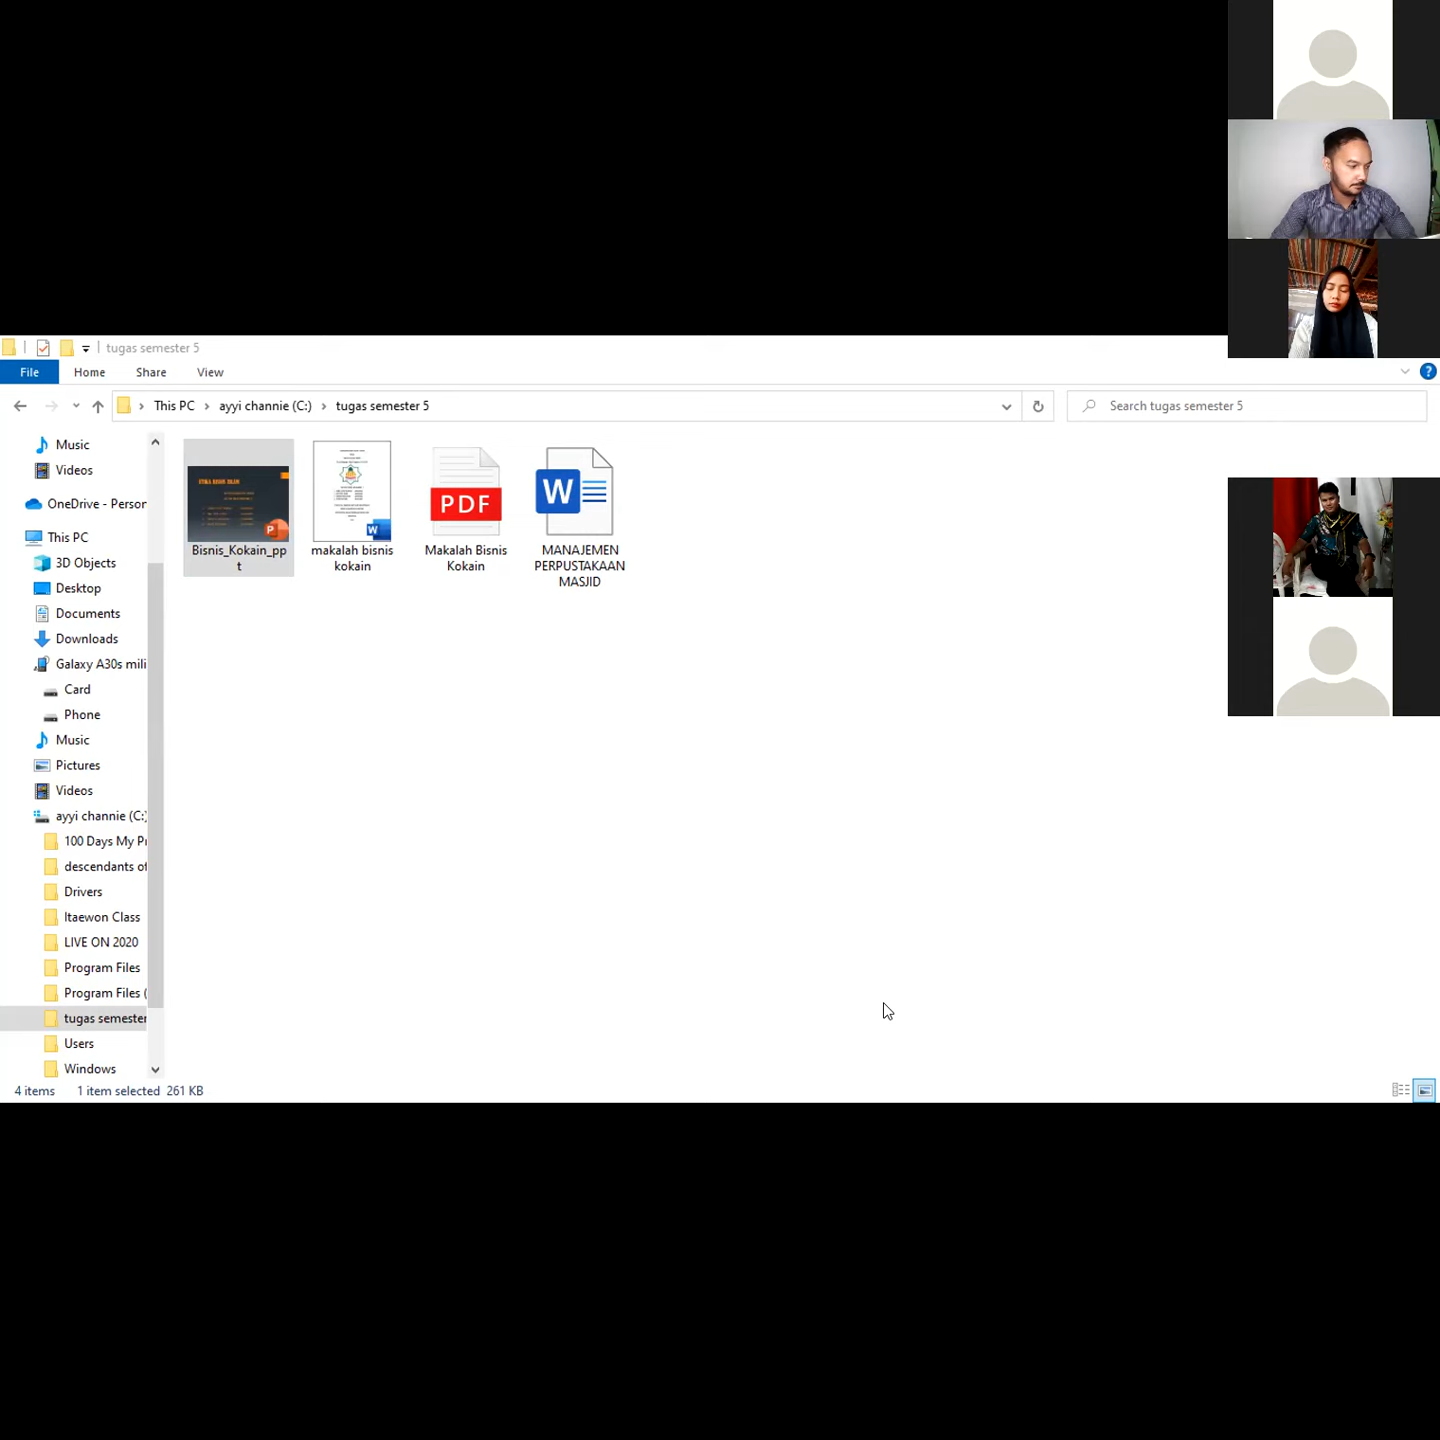 tugas semester 5
File
Home
Share
View
This PC
ayyi channie (C:)
tugas semester 5
Search tugas semester 5
Music
Videos
OneDrive - Person
This PC
3D Objects
Desktop
Documents
Downloads
Galaxy A30s mili
Card
Phone
Music
Pictures
Videos
ayyi channie (C:)
100 Days My Pr
descendants of
Drivers
Itaewon Class
LIVE ON 2020
Program Files
Program Files (
tugas semester
Users
Windows
ETIKA BISNIS ISLAM
P
Bisnis_Kokain_pp
t
W
makalah bisnis
kokain
PDF
Makalah Bisnis
Kokain
W
MANAJEMEN
PERPUSTAKAAN
MASJID
4 items
1 item selected 261 KB